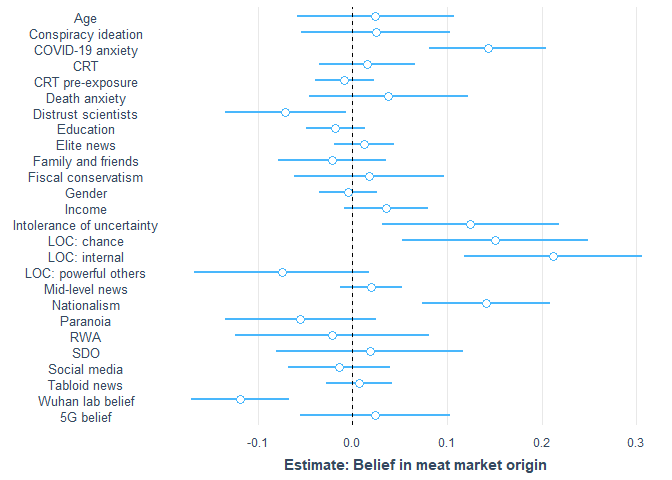 Age
Conspiracy ideation
COVID-19 anxiety
CRT
CRT pre-exposure
Death anxiety
Distrust scientists
Education
Elite news
Family and friends
Fiscal conservatism
Gender
Income
Intolerance of uncertainty
LOC: chance
LOC: internal
LOC: powerful others
Mid-level news
Nationalism
Paranoia
RWA
SDO
Social media
Tabloid news
Wuhan lab belief
5G belief
-0.1 0.0 0.1 0.2 0.3
Estimate: Belief in meat market origin